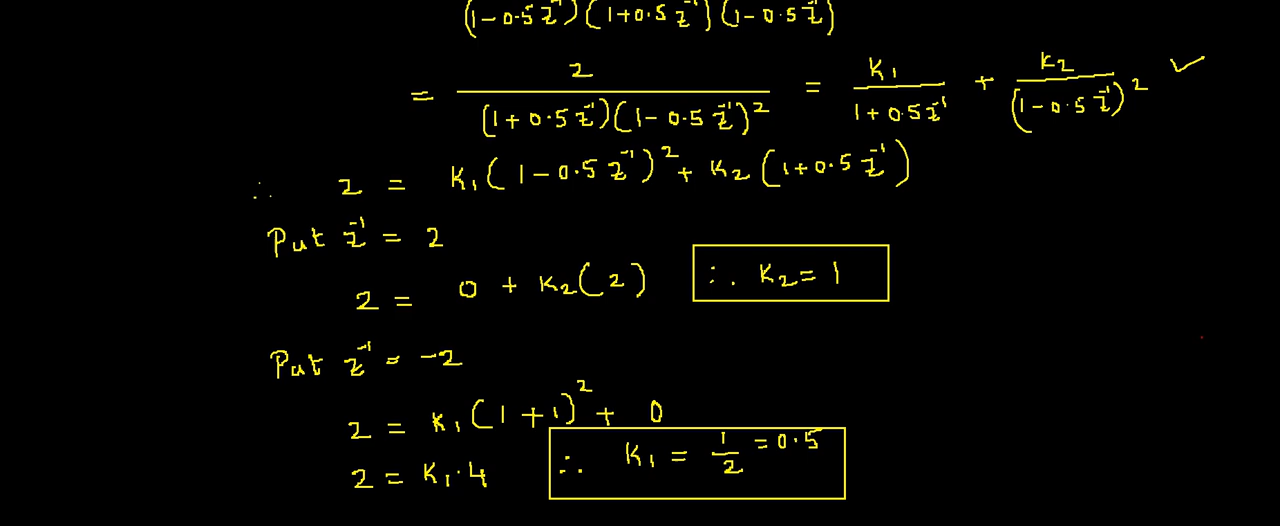 (1-0.5z⁻¹)(1+0.5z⁻¹)(1-0.5z⁻¹)
= 2/((1+0.5z⁻¹)(1-0.5z⁻¹)²) = K₁/(1+0.5z⁻¹) + K₂/(1-0.5z⁻¹)² ✓
∴ 2 = K₁(1-0.5z⁻¹)² + K₂(1+0.5z⁻¹)
Put z⁻¹ = 2
2 = 0 + K₂(2) ∴ K₂ = 1
Put z⁻¹ = -2
2 = K₁(1+1)² + 0
2 = K₁·4 ∴ K₁ = 1/2 = 0.5